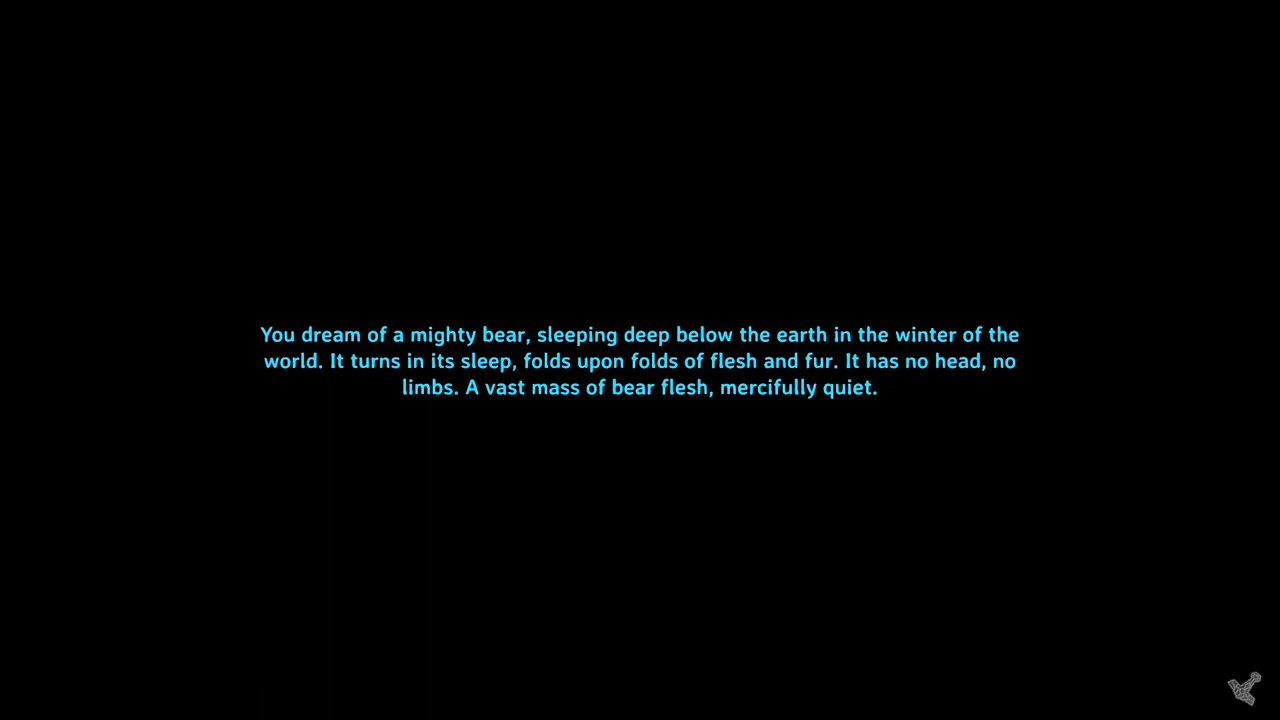 You dream of a mighty bear, sleeping deep below the earth in the winter of the
world. It turns in its sleep, folds upon folds of flesh and fur. It has no head, no
limbs. A vast mass of bear flesh, mercifully quiet.